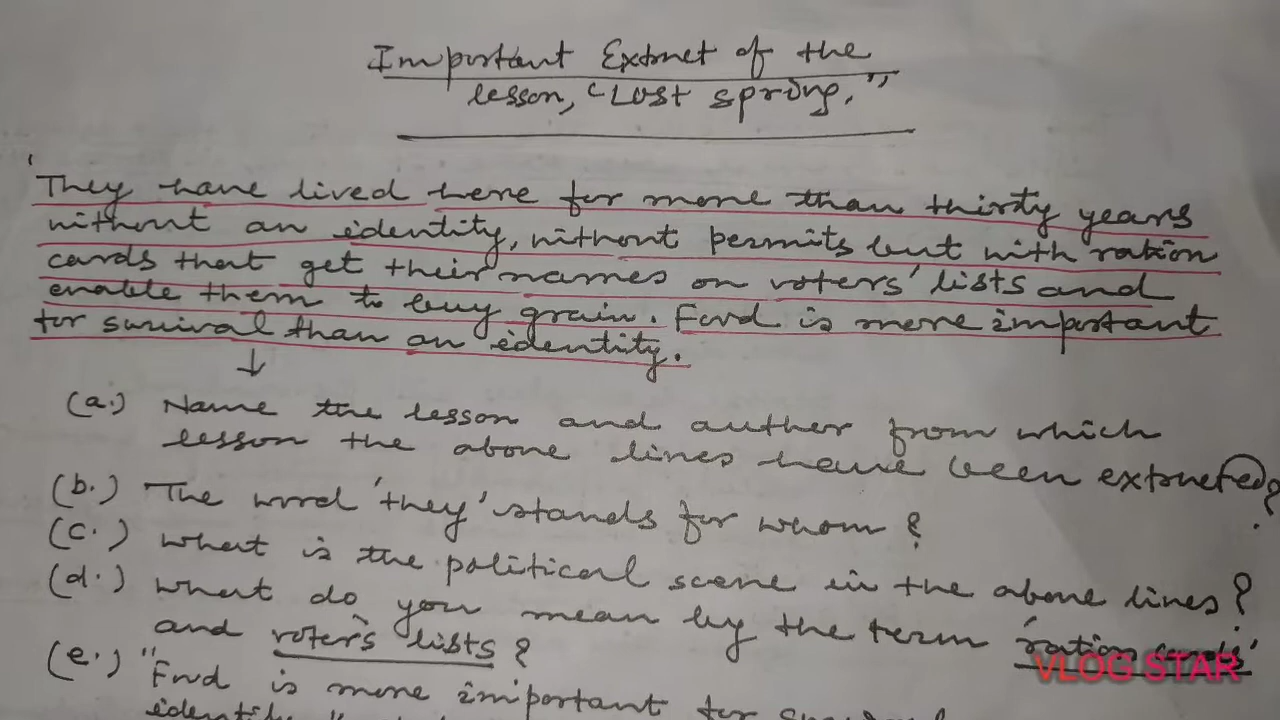 Important Extract of the
lesson, "Lost spring."
'They have lived here for more than thirty years
without an identity, without permits but with ration
cards that get their names on voters' lists and
enable them to buy grain. Food is more important
for survival than an identity.
(a.) Name the lesson and auther from which
lesson the above lines have been extracted?
(b.) The word 'they' stands for whom?
(c.) what is the political scene in the above lines?
(d.) what do you mean by the term 'ration cards'
and voter's lists?
(e.) "Food is more important for
identity"
VLOG STAR